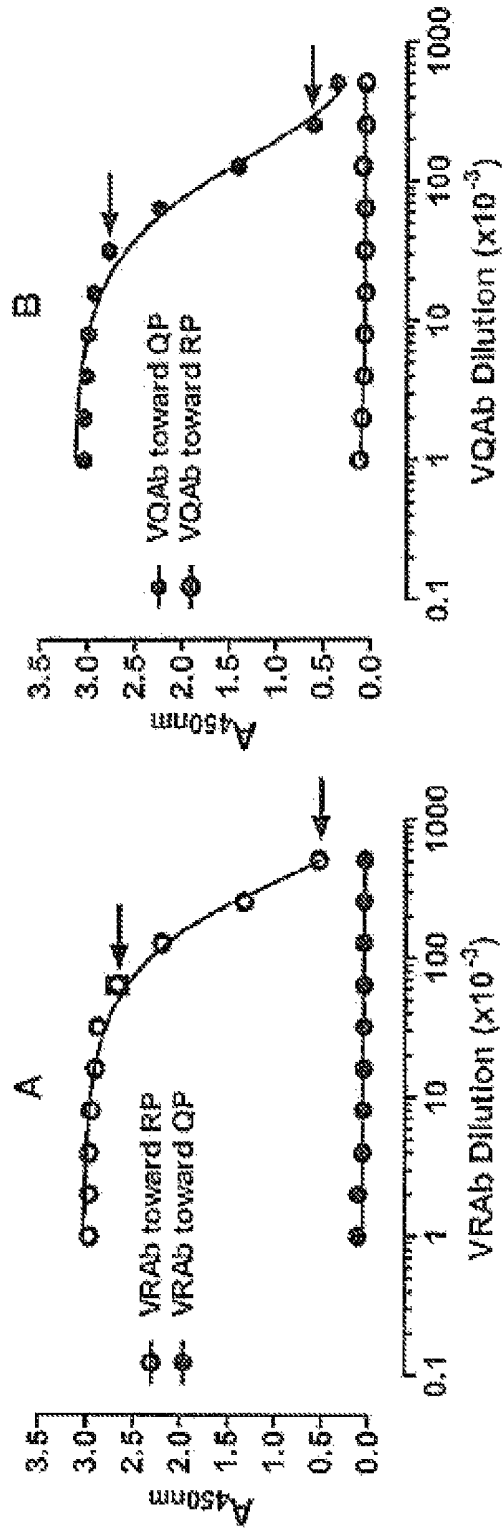 A
A450nm
3.5
3.0
2.5
2.0
1.5
1.0
0.5
0.0
VRAb toward RP
VRAb toward QP
0.1
1
10
100
1000
VRAb Dilution (x10-3)
B
A450nm
3.5
3.0
2.5
2.0
1.5
1.0
0.5
0.0
VQAb toward QP
VQAb toward RP
0.1
1
10
100
1000
VQAb Dilution (x10-3)